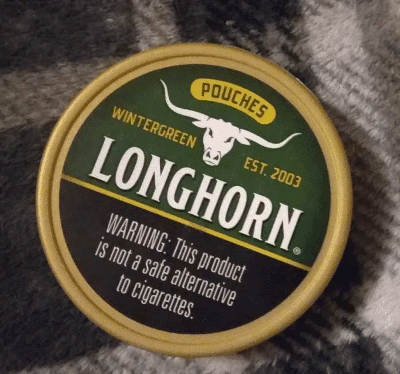 POUCHES
WINTERGREEN
EST. 2003
LONGHORN®
WARNING: This product
is not a safe alternative
to cigarettes.